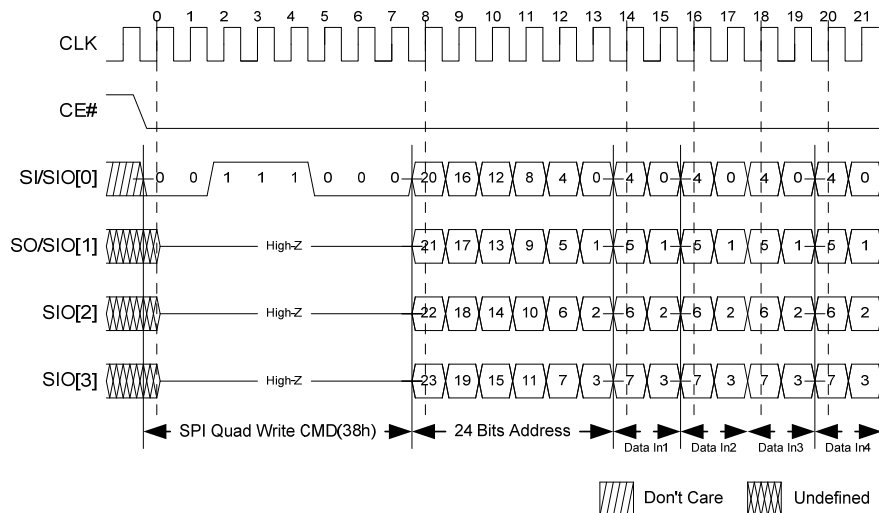 0 1 2 3 4 5 6 7 8 9 10 11 12 13 14 15 16 17 18 19 20 21
CLK
CE#
SI/SIO[0] 0 0 1 1 1 0 0 0 20 16 12 8 4 0 4 0 4 0 4 0 4 0
SO/SIO[1] High-Z 21 17 13 9 5 1 5 1 5 1 5 1 5 1
SIO[2] High-Z 22 18 14 10 6 2 6 2 6 2 6 2 6 2
SIO[3] High-Z 23 19 15 11 7 3 7 3 7 3 7 3 7 3
SPI Quad Write CMD(38h) 24 Bits Address Data In1 Data In2 Data In3 Data In4
Don't Care Undefined